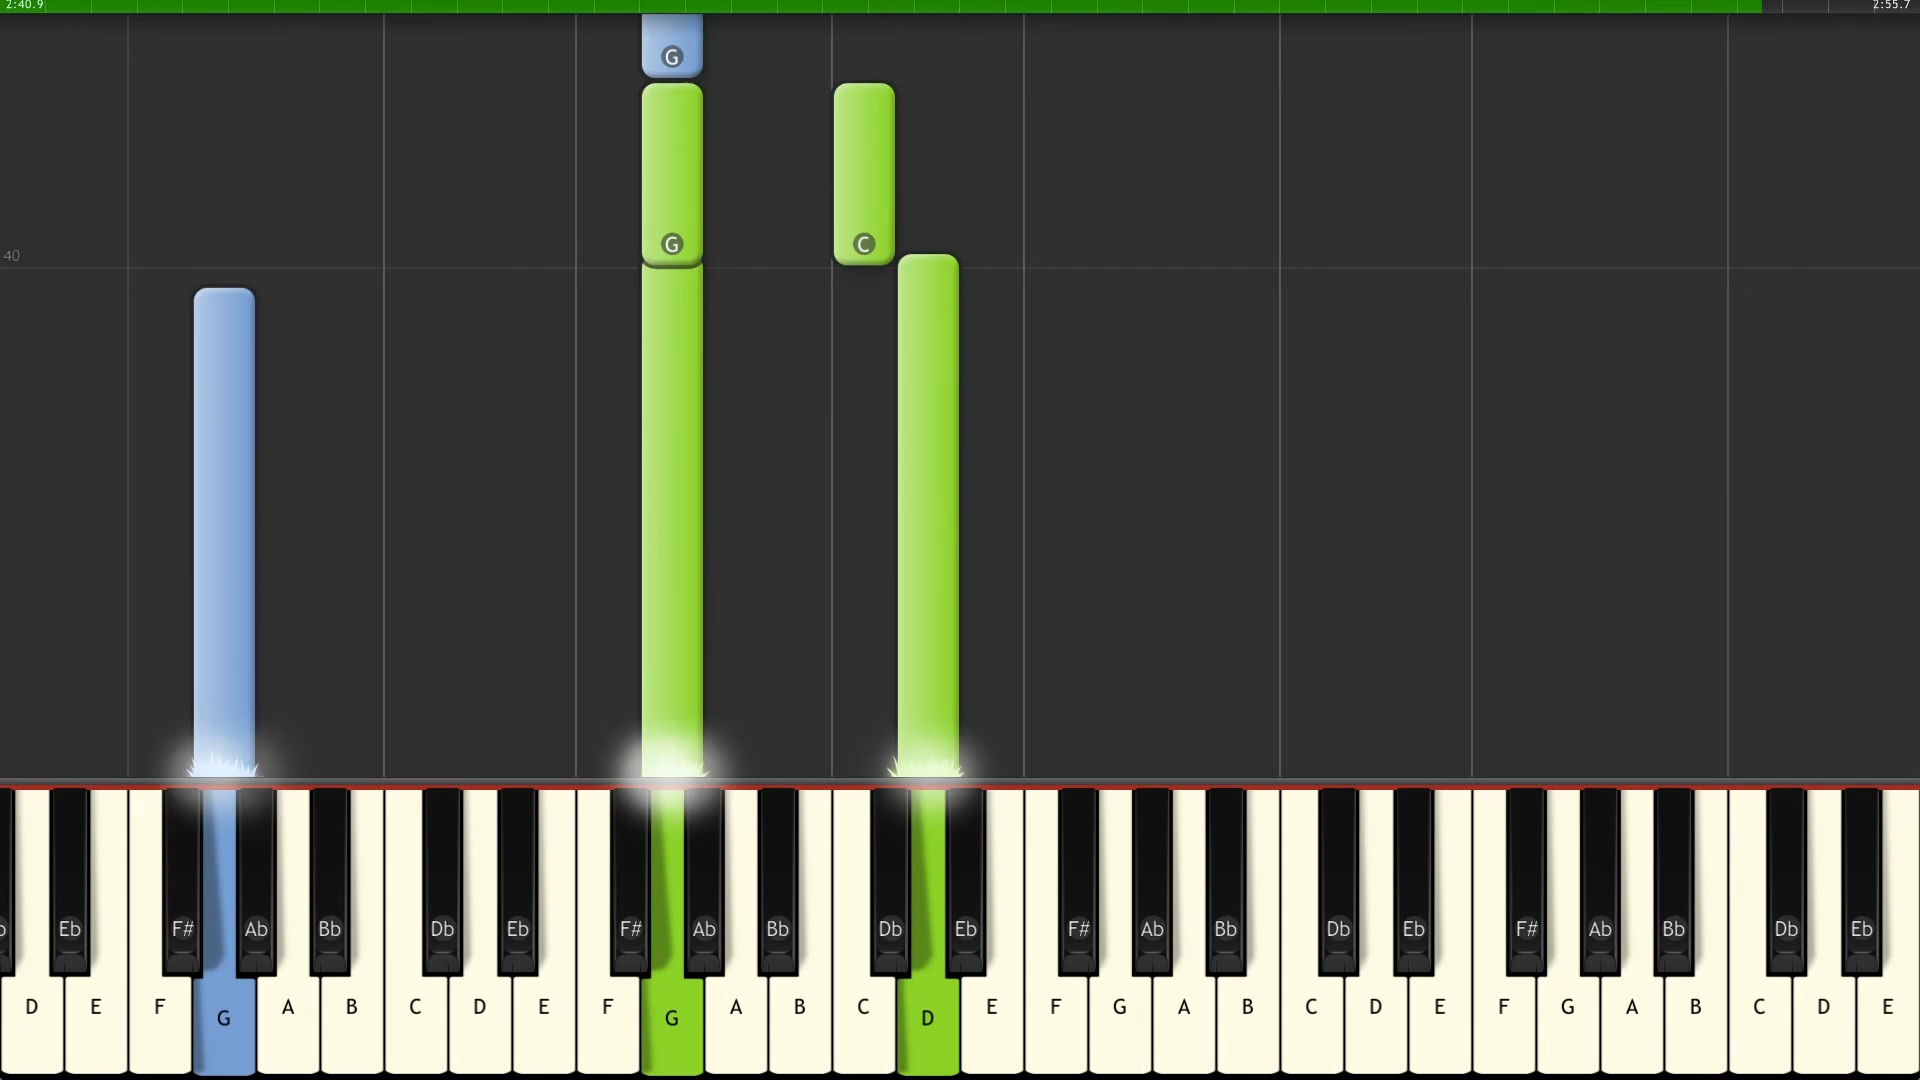 2:40.9 2:55.7
G
G C
40
b Eb F# Ab Bb Db Eb F# Ab Bb Db Eb F# Ab Bb Db Eb F# Ab Bb Db Eb
D E F G A B C D E F G A B C D E F G A B C D E F G A B C D E